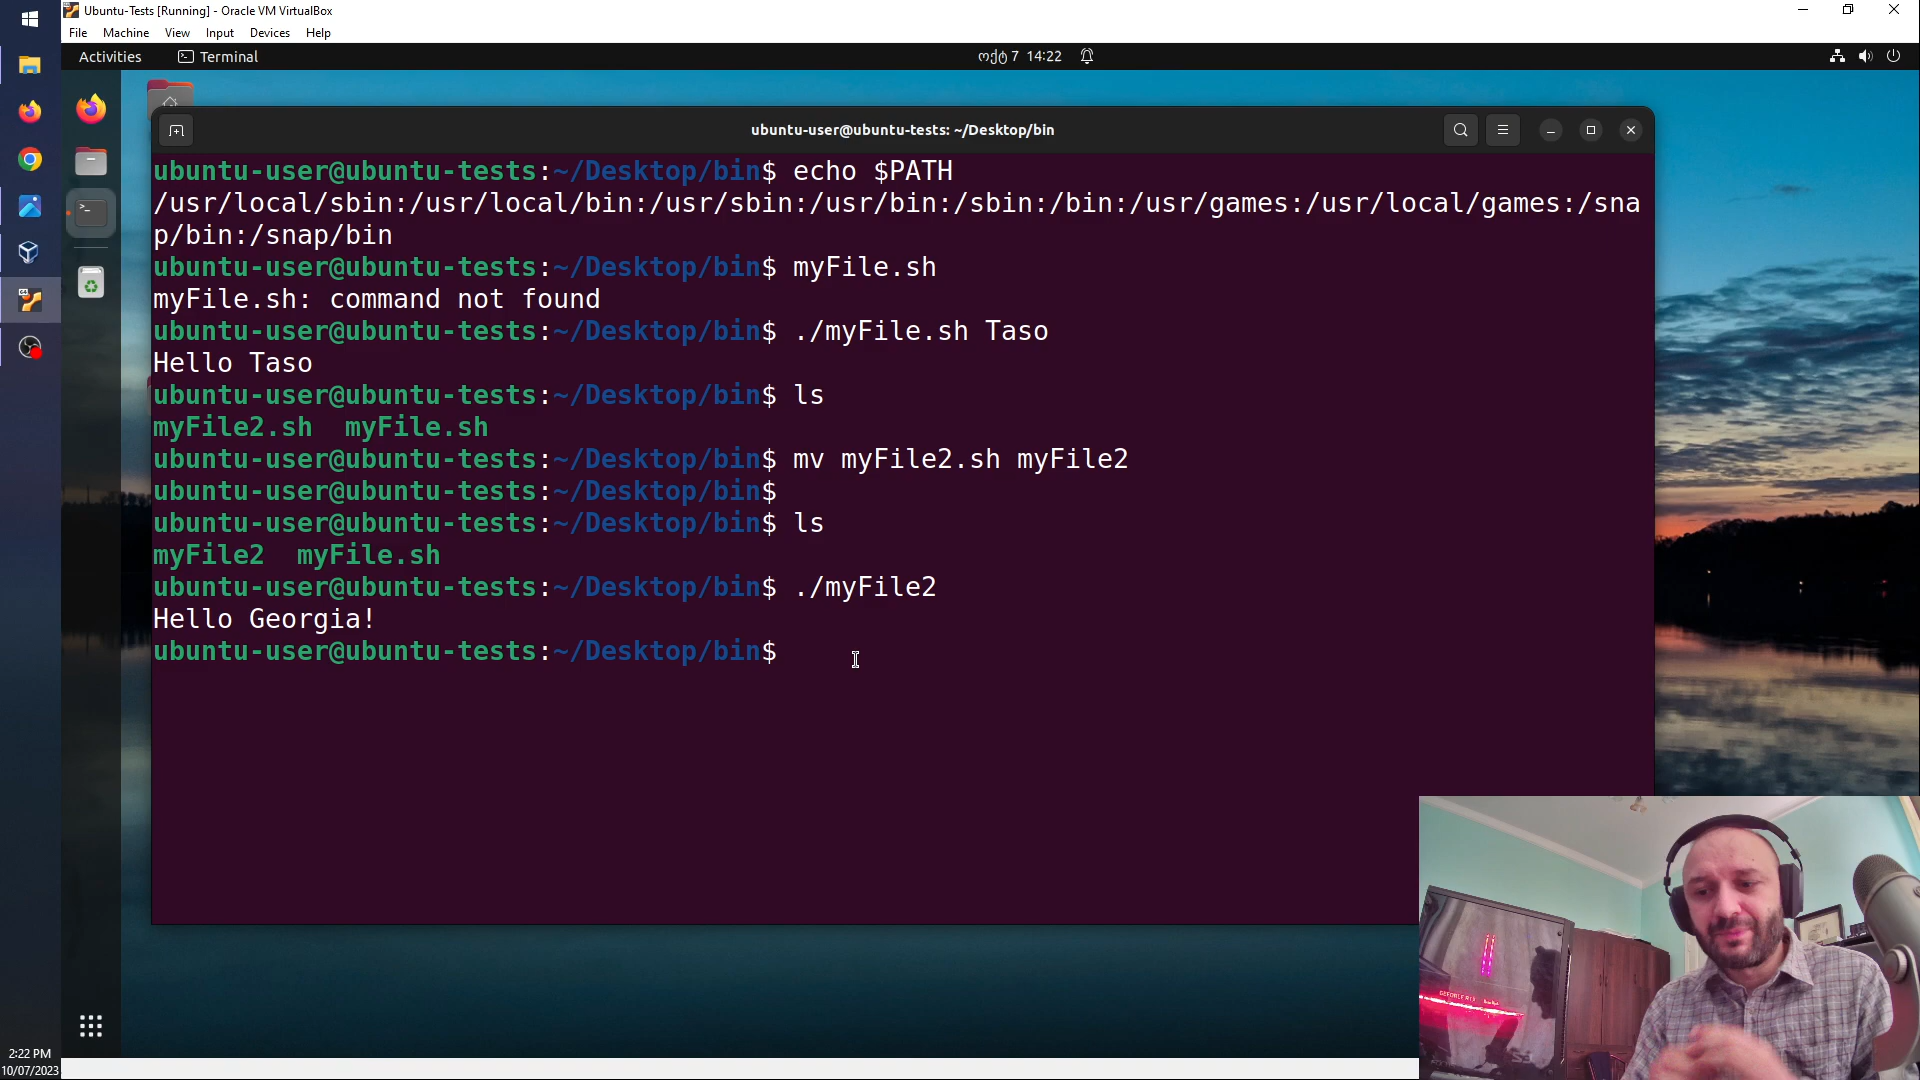 Ubuntu-Tests [Running] - Oracle VM VirtualBox
File Machine View Input Devices Help
Activities Terminal ოქტ 7 14:22
ubuntu-user@ubuntu-tests: ~/Desktop/bin
ubuntu-user@ubuntu-tests:~/Desktop/bin$ echo $PATH
/usr/local/sbin:/usr/local/bin:/usr/sbin:/usr/bin:/sbin:/bin:/usr/games:/usr/local/games:/sna
p/bin:/snap/bin
ubuntu-user@ubuntu-tests:~/Desktop/bin$ myFile.sh
myFile.sh: command not found
ubuntu-user@ubuntu-tests:~/Desktop/bin$ ./myFile.sh Taso
Hello Taso
ubuntu-user@ubuntu-tests:~/Desktop/bin$ ls
myFile2.sh myFile.sh
ubuntu-user@ubuntu-tests:~/Desktop/bin$ mv myFile2.sh myFile2
ubuntu-user@ubuntu-tests:~/Desktop/bin$
ubuntu-user@ubuntu-tests:~/Desktop/bin$ ls
myFile2 myFile.sh
ubuntu-user@ubuntu-tests:~/Desktop/bin$ ./myFile2
Hello Georgia!
ubuntu-user@ubuntu-tests:~/Desktop/bin$
GEFORCE RTX
2:22 PM
10/07/2023